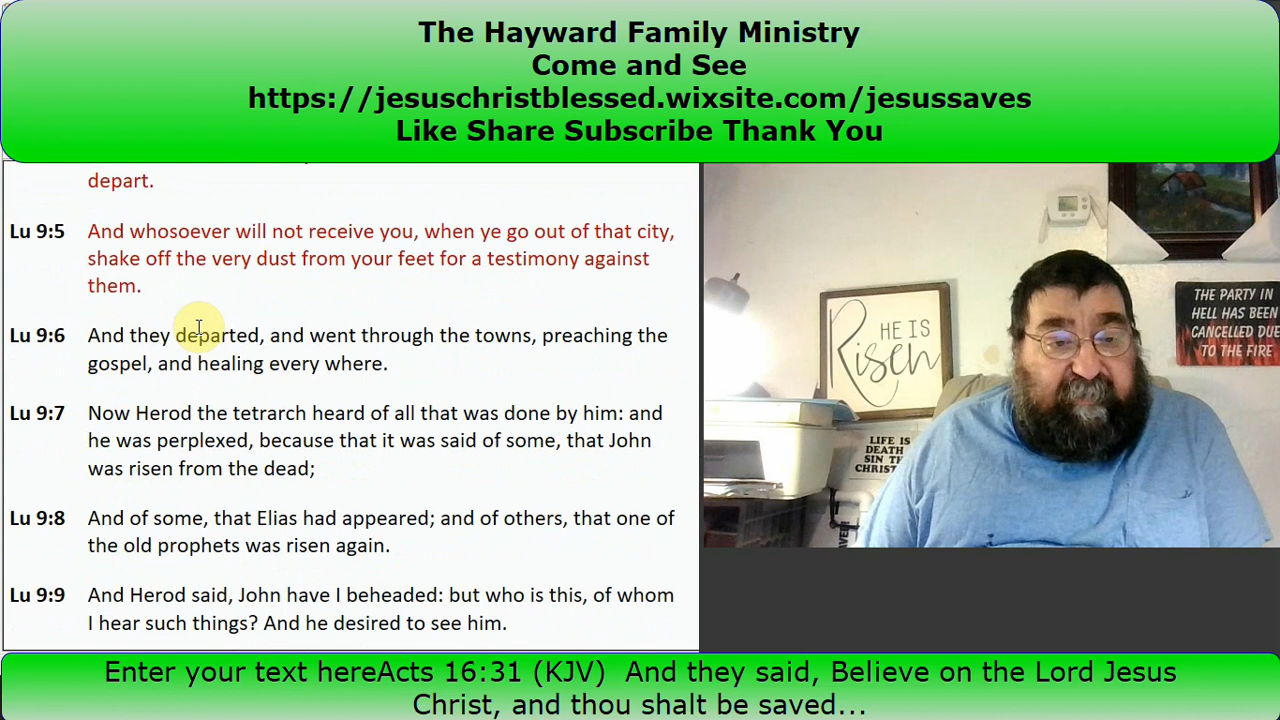 The Hayward Family Ministry
Come and See
https://jesuschristblessed.wixsite.com/jesussaves
Like Share Subscribe Thank You
depart.
Lu 9:5 And whosoever will not receive you, when ye go out of that city,
shake off the very dust from your feet for a testimony against
them.
Lu 9:6 And they departed, and went through the towns, preaching the
gospel, and healing every where.
Lu 9:7 Now Herod the tetrarch heard of all that was done by him: and
he was perplexed, because that it was said of some, that John
was risen from the dead;
Lu 9:8 And of some, that Elias had appeared; and of others, that one of
the old prophets was risen again.
Lu 9:9 And Herod said, John have I beheaded: but who is this, of whom
I hear such things? And he desired to see him.
HE IS
Risen
THE PARTY IN
HELL HAS BEEN
CANCELLED DUE
TO THE FIRE
LIFE IS
DEATH
SIN TH
CHRIST
Enter your text hereActs 16:31 (KJV) And they said, Believe on the Lord Jesus
Christ, and thou shalt be saved...